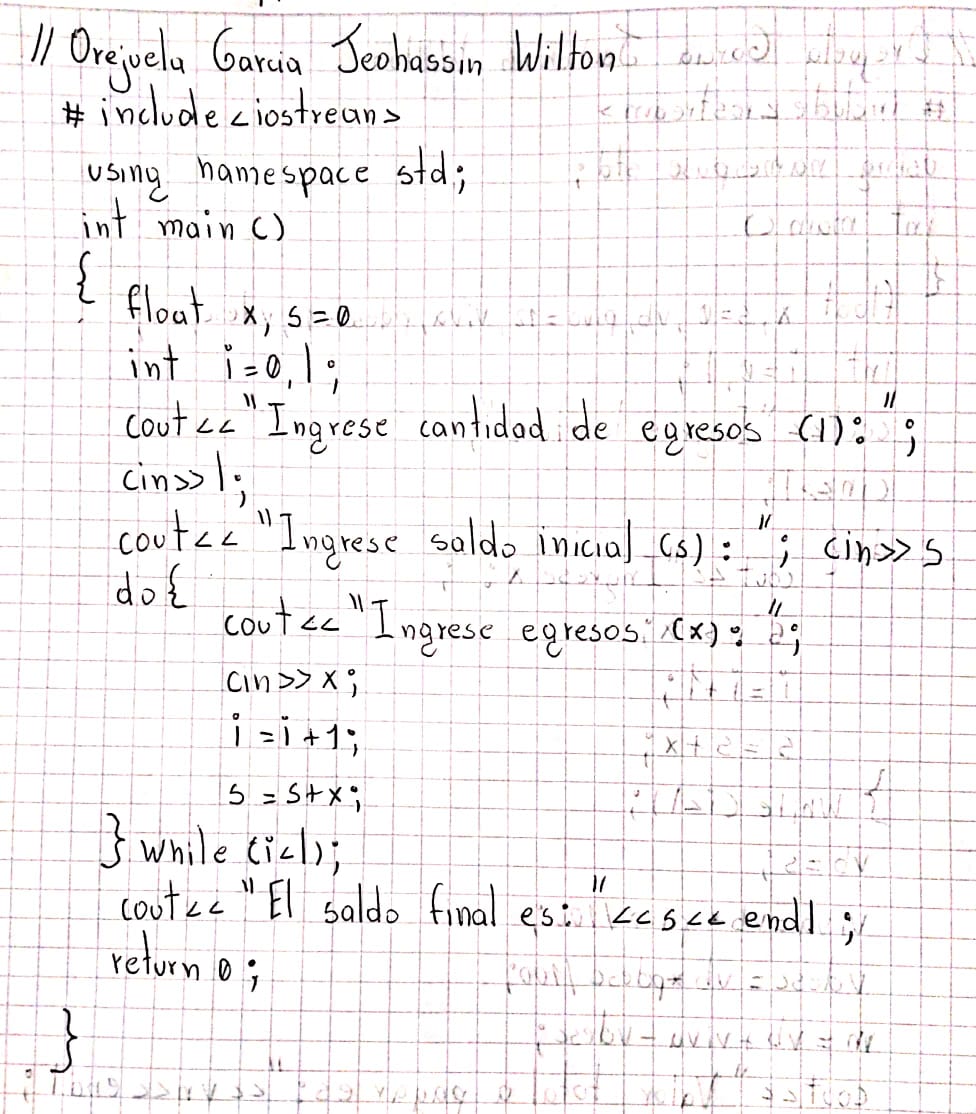 // Orejuela Garcia Jeohassin Wilton
# include <iostrean>
using namespace std;
int main ()
{
float x, s=0
int i=0, l;
cout<<"Ingrese cantidad de egresos (l): ";
cin>>l;
cout<<"Ingrese saldo inicial (s): "; cin>>s
do{
cout<<"Ingrese egresos (x): ";
cin>>x;
i=i+1;
s=s+x;
} while (i<l);
cout<<"El saldo final es: "<<s<<endl;
return 0;
}